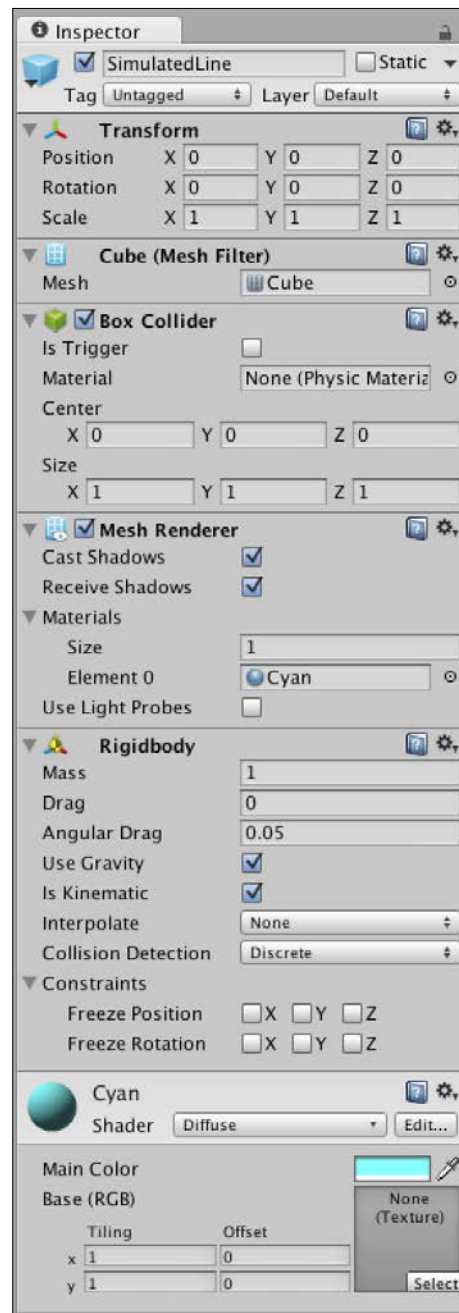 Inspector
SimulatedLine Static
Tag Untagged Layer Default
Transform
Position X 0 Y 0 Z 0
Rotation X 0 Y 0 Z 0
Scale X 1 Y 1 Z 1
Cube (Mesh Filter)
Mesh Cube
Box Collider
Is Trigger
Material None (Physic Materia
Center
X 0 Y 0 Z 0
Size
X 1 Y 1 Z 1
Mesh Renderer
Cast Shadows
Receive Shadows
Materials
Size 1
Element 0 Cyan
Use Light Probes
Rigidbody
Mass 1
Drag 0
Angular Drag 0.05
Use Gravity
Is Kinematic
Interpolate None
Collision Detection Discrete
Constraints
Freeze Position X Y Z
Freeze Rotation X Y Z
Cyan
Shader Diffuse Edit...
Main Color
Base (RGB) None
(Texture)
Tiling Offset
x 1 0
y 1 0 Select